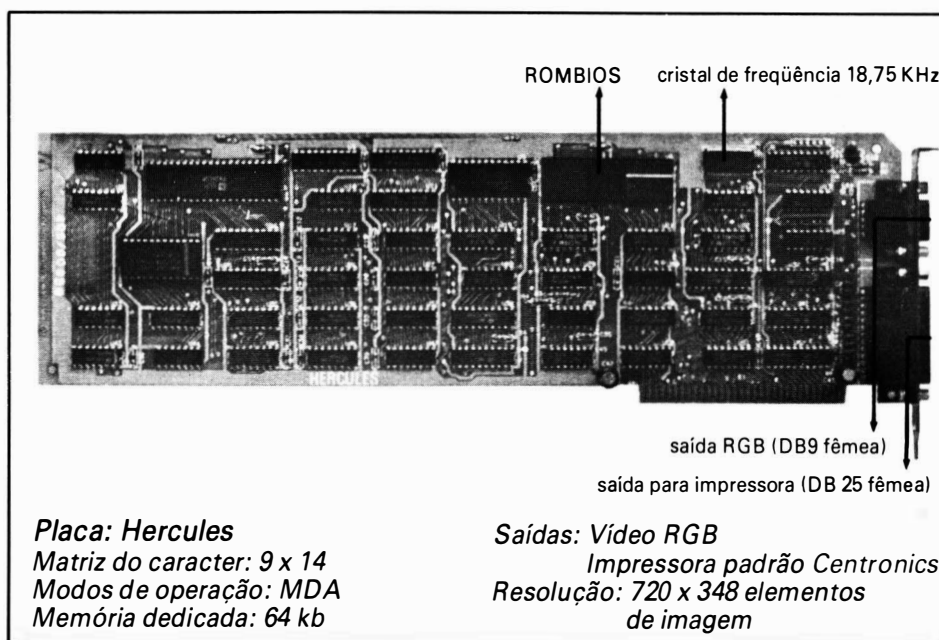 ROMBIOS
cristal de freqüência 18,75 KHz
HERCULES
saída RGB (DB9 fêmea)
saída para impressora (DB 25 fêmea)
Placa: Hercules
Matriz do caracter: 9 x 14
Modos de operação: MDA
Memória dedicada: 64 kb
Saídas: Vídeo RGB
Impressora padrão Centronics
Resolução: 720 x 348 elementos
de imagem